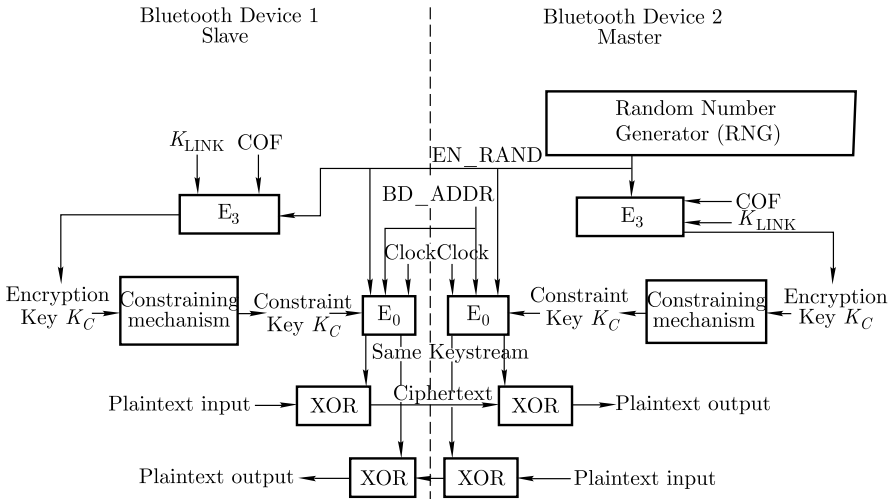 Bluetooth Device 1
Slave
Bluetooth Device 2
Master
Random Number
Generator (RNG)
K_LINK
COF
EN_RAND
E_3
BD_ADDR
E_3
COF
K_LINK
Clock
Clock
Encryption
Key K_C
Constraining
mechanism
Constraint
Key K_C
E_0
E_0
Constraint
Key K_C
Constraining
mechanism
Encryption
Key K_C
Same Keystream
Ciphertext
Plaintext input
XOR
XOR
Plaintext output
Plaintext output
XOR
XOR
Plaintext input